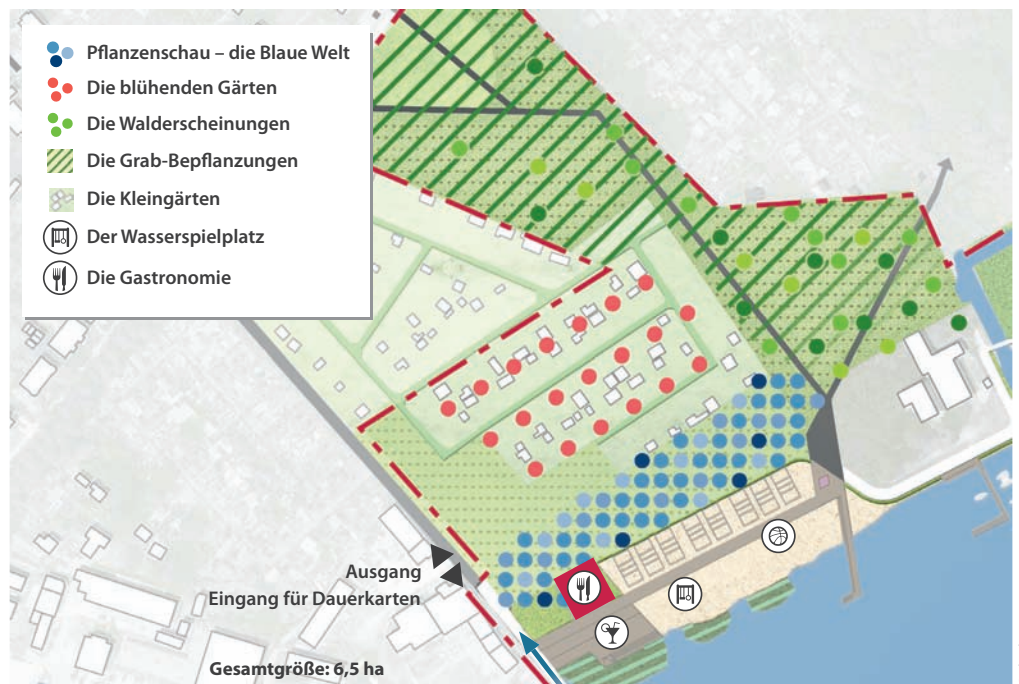 Pflanzenschau – die Blaue Welt
Die blühenden Gärten
Die Walderscheinungen
Die Grab-Bepflanzungen
Die Kleingärten
Der Wasserspielplatz
Die Gastronomie
Ausgang
Eingang für Dauerkarten
Gesamtgröße: 6,5 ha